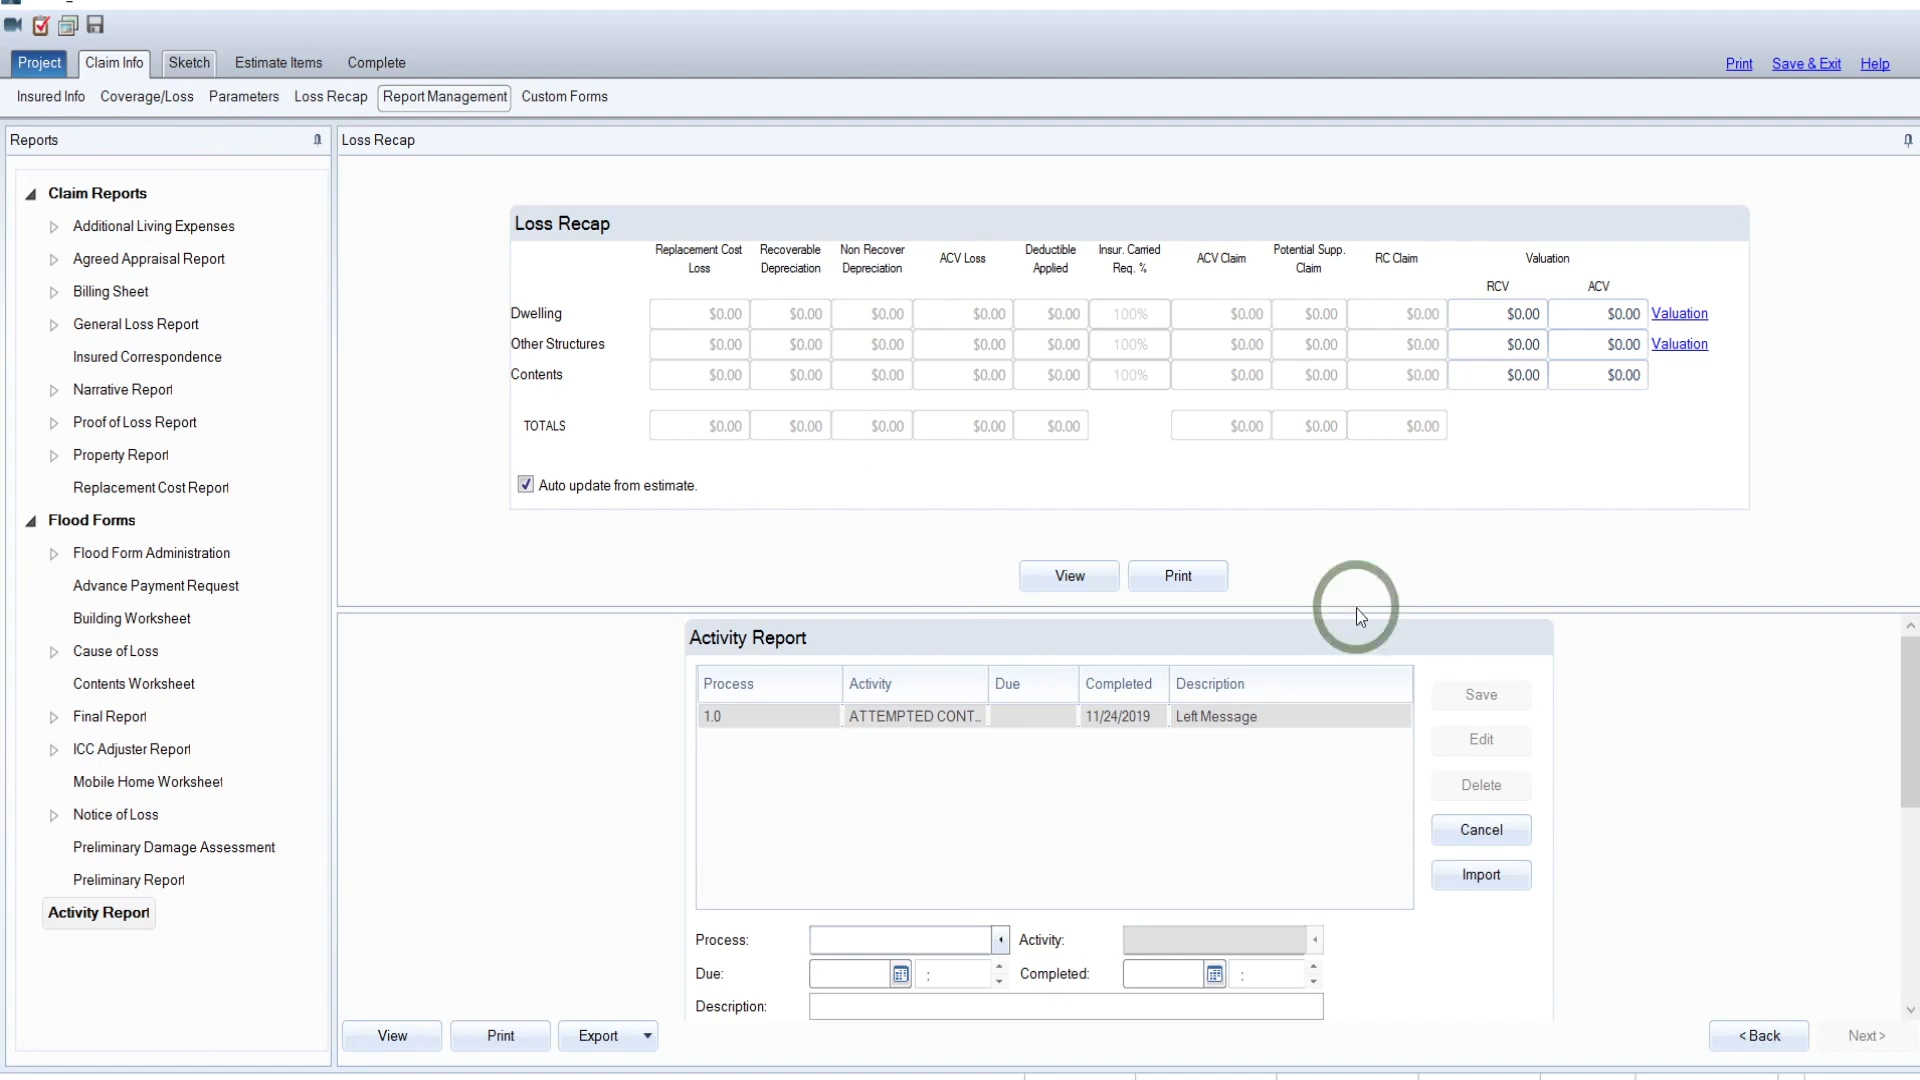 Project Claim Info Sketch Estimate Items Complete Print Save & Exit Help
Insured Info Coverage/Loss Parameters Loss Recap Report Management Custom Forms
Reports
Loss Recap
Claim Reports
Additional Living Expenses
Agreed Appraisal Report
Billing Sheet
General Loss Report
Insured Correspondence
Narrative Report
Proof of Loss Report
Property Report
Replacement Cost Report
Flood Forms
Flood Form Administration
Advance Payment Request
Building Worksheet
Cause of Loss
Contents Worksheet
Final Report
ICC Adjuster Report
Mobile Home Worksheet
Notice of Loss
Preliminary Damage Assessment
Preliminary Report
Activity Report
Loss Recap
Replacement Cost Recoverable Non Recover ACV Loss Deductible Insur. Carried ACV Claim Potential Supp. RC Claim Valuation
Loss Depreciation Depreciation Applied Req. % Claim
RCV ACV
Dwelling $0.00 $0.00 $0.00 $0.00 $0.00 100% $0.00 $0.00 $0.00 $0.00 $0.00 Valuation
Other Structures $0.00 $0.00 $0.00 $0.00 $0.00 100% $0.00 $0.00 $0.00 $0.00 $0.00 Valuation
Contents $0.00 $0.00 $0.00 $0.00 $0.00 100% $0.00 $0.00 $0.00 $0.00 $0.00
TOTALS $0.00 $0.00 $0.00 $0.00 $0.00 $0.00 $0.00 $0.00
Auto update from estimate.
View Print
Activity Report
Process Activity Due Completed Description
1.0 ATTEMPTED CONT... 11/24/2019 Left Message
Save
Edit
Delete
Cancel
Import
Process: Activity:
Due: : Completed: :
Description:
View Print Export < Back Next >